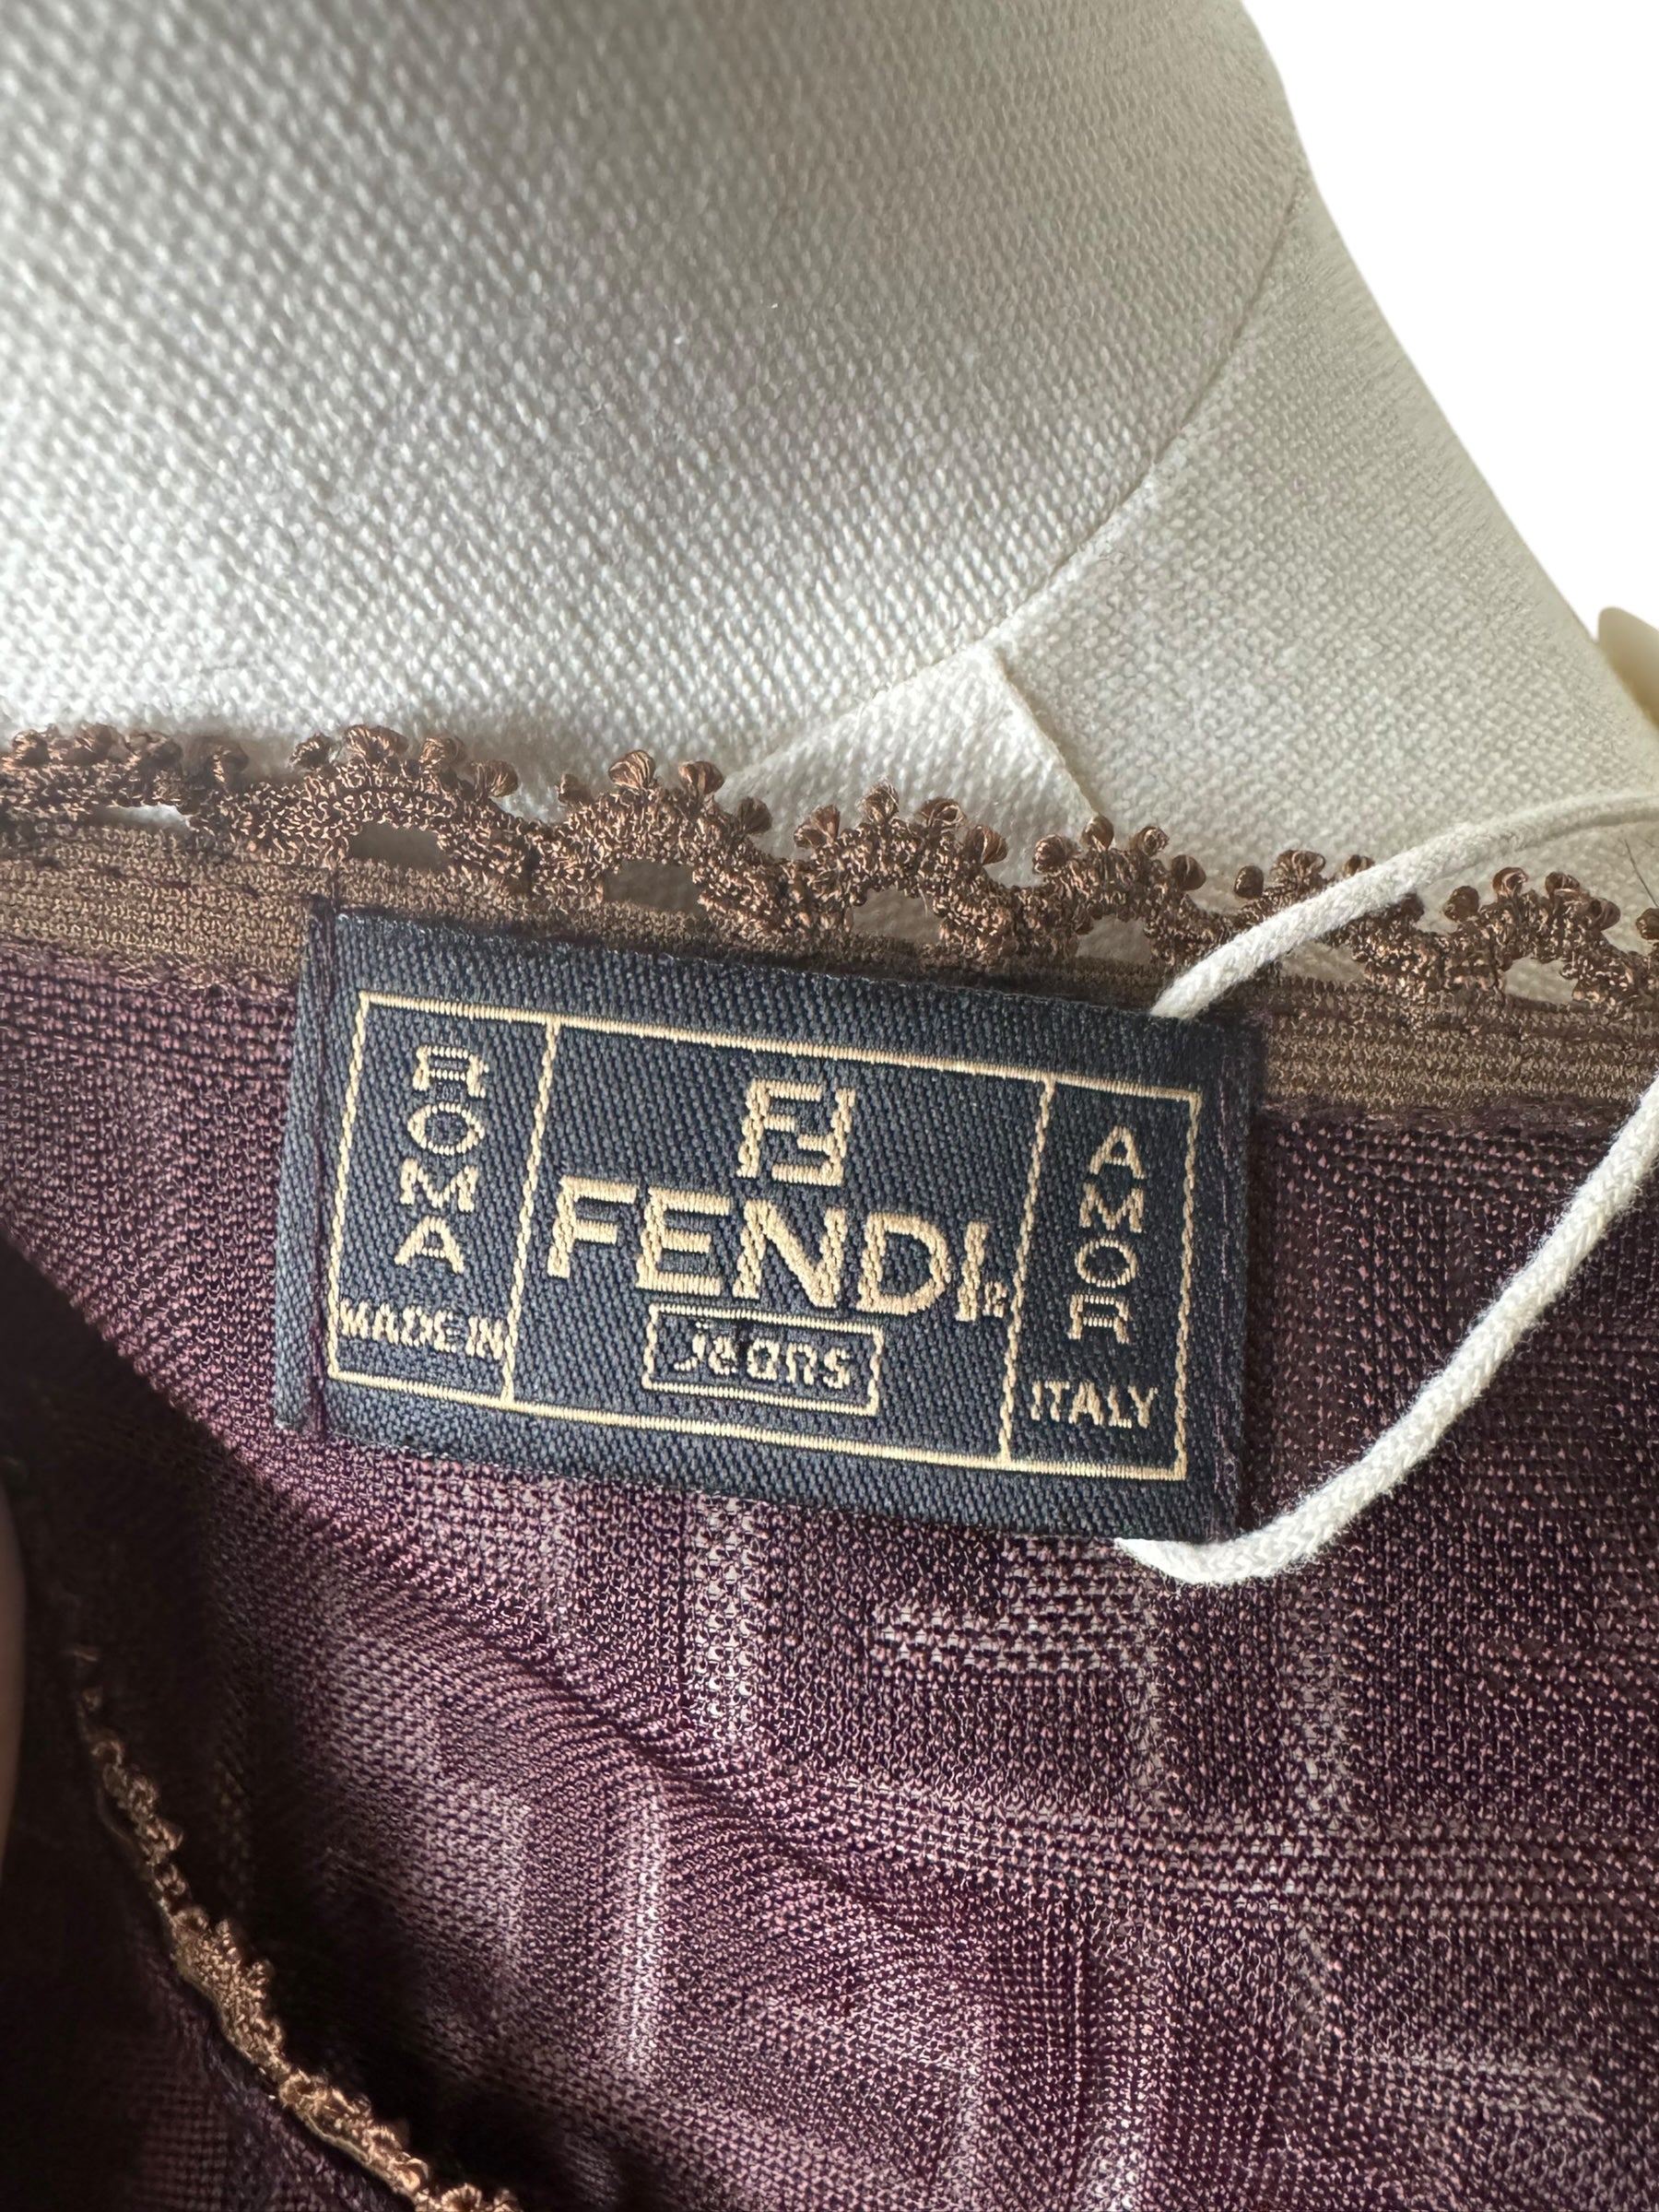 ROMA
MADE IN
FF
FENDI®
jeans
AMOR
ITALY